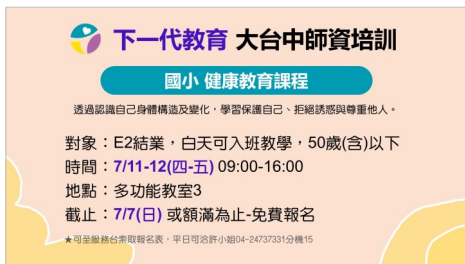 下一代教育 大台中師資培訓
國小 健康教育課程
透過認識自己身體構造及變化，學習保護自己、拒絕誘惑與尊重他人。
對象：E2結業，白天可入班教學，50歲(含)以下
時間：7/11-12(四-五) 09:00-16:00
地點：多功能教室3
截止：7/7(日) 或額滿為止-免費報名
★可至服務台索取報名表，平日可洽許小姐04-24737331分機15